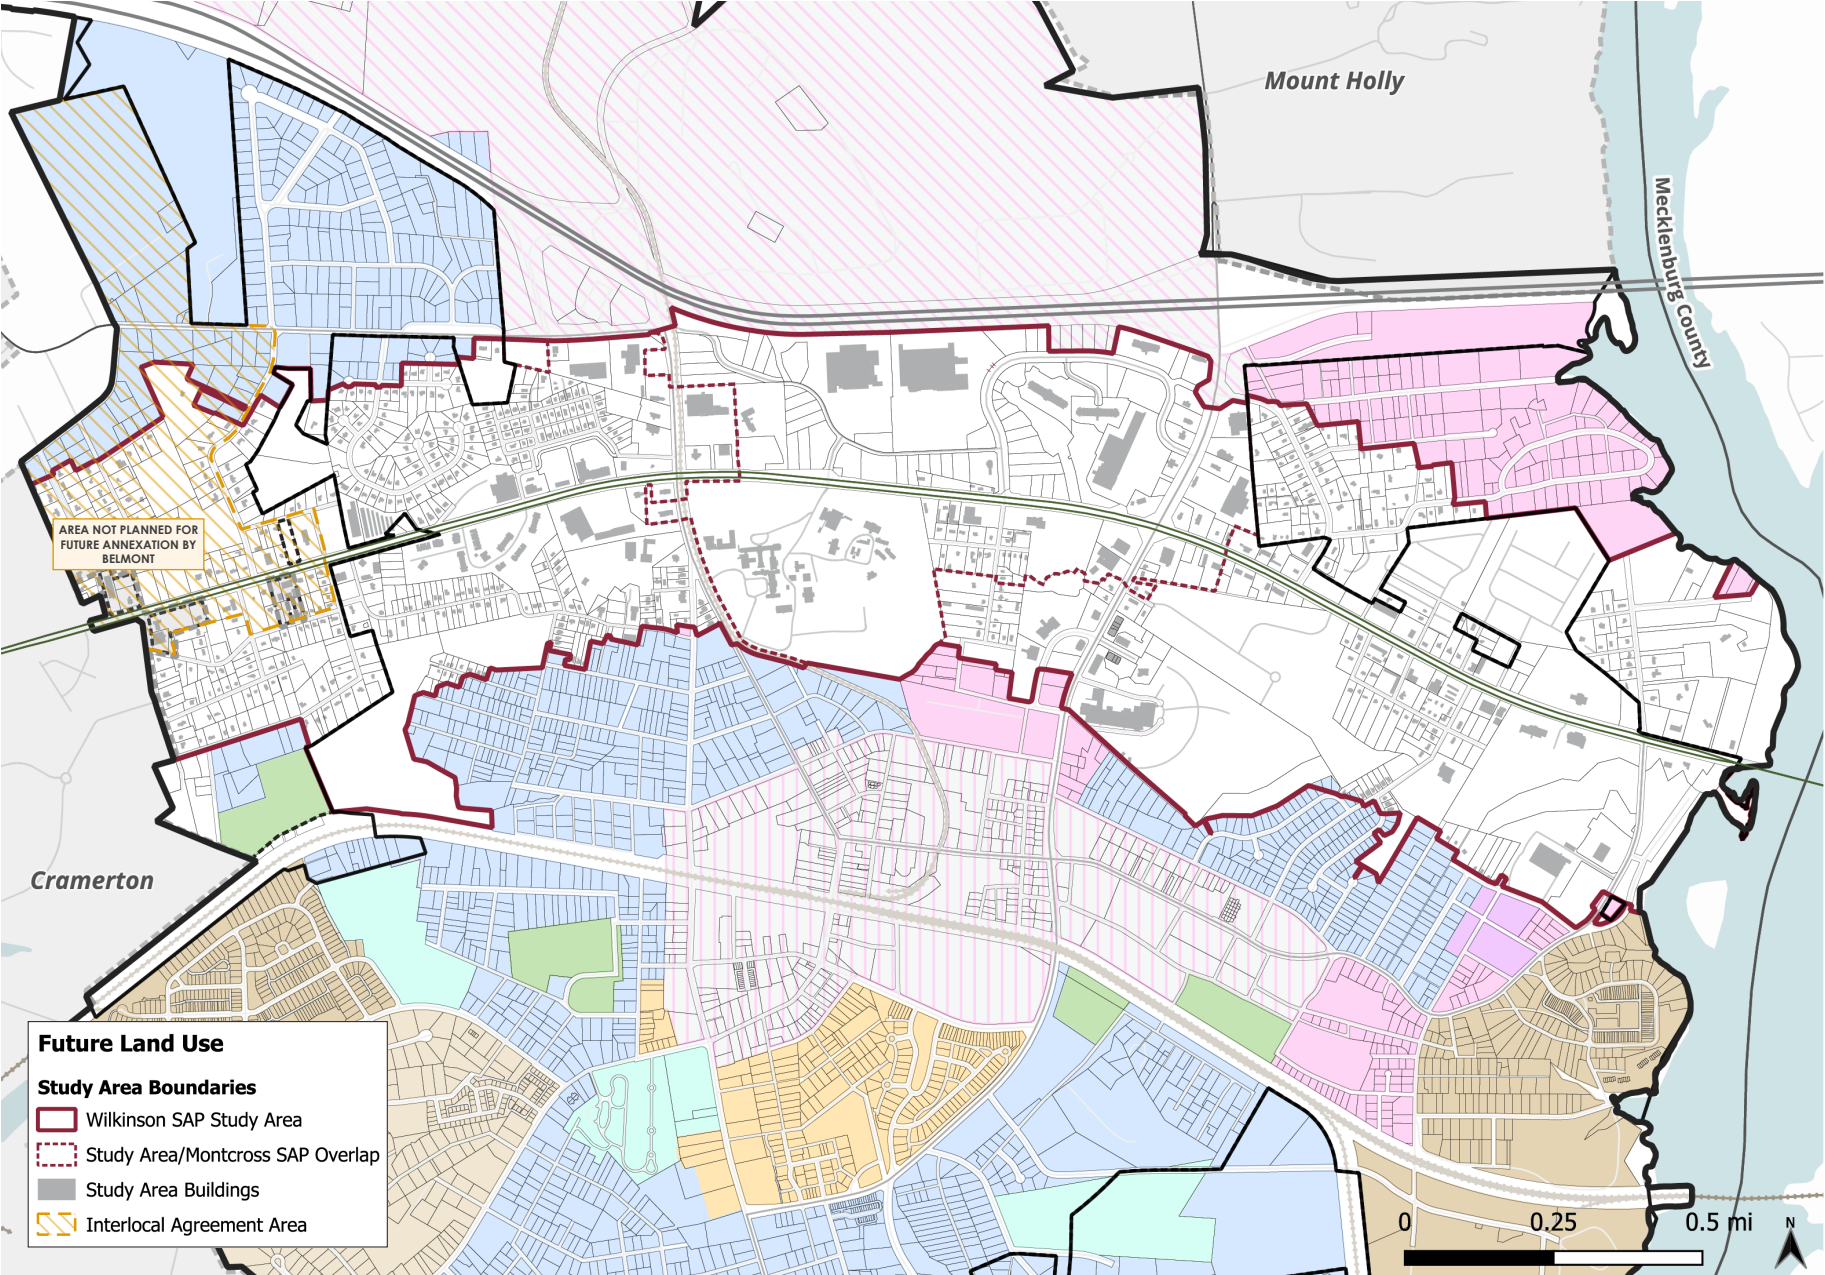 Mount Holly
Mecklenburg County
AREA NOT PLANNED FOR
FUTURE ANNEXATION BY
BELMONT
Cramerton
Future Land Use
Study Area Boundaries
Wilkinson SAP Study Area
Study Area/Montcross SAP Overlap
Study Area Buildings
Interlocal Agreement Area
0 0.25 0.5 mi
N